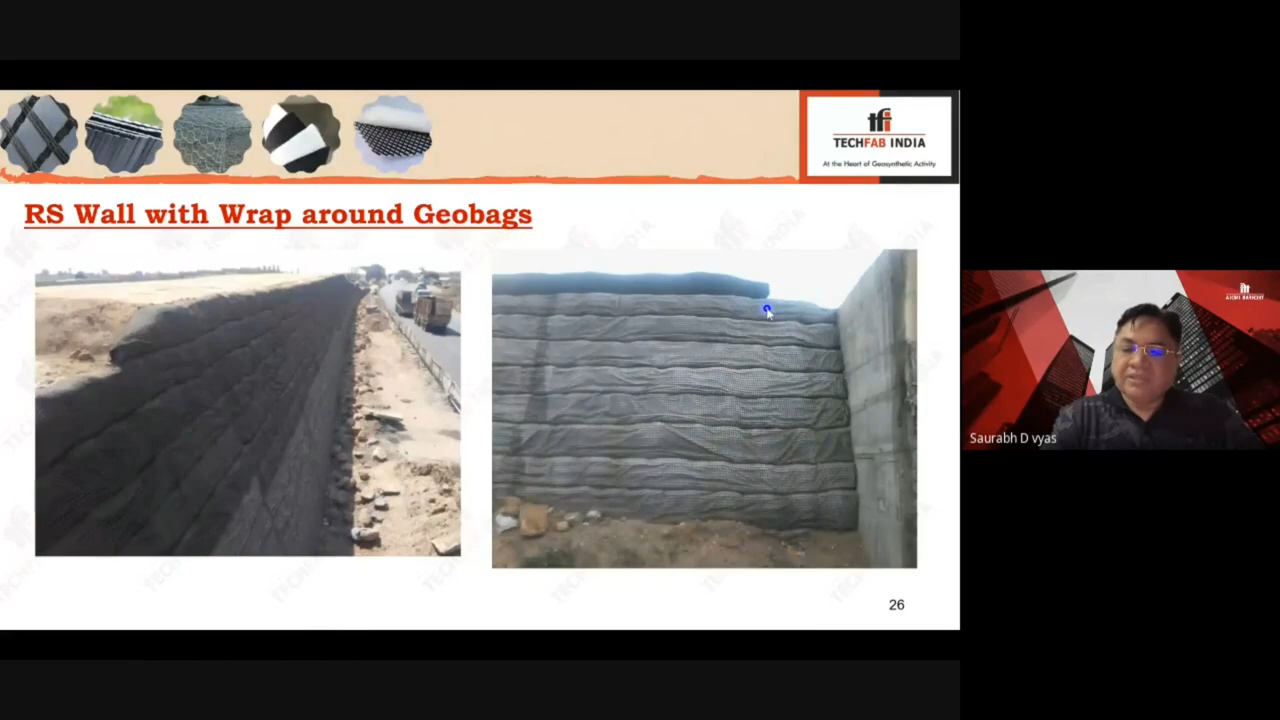 tfi
TECHFAB INDIA
At the Heart of Geosynthetic Activity
RS Wall with Wrap around Geobags
26
Saurabh D vyas